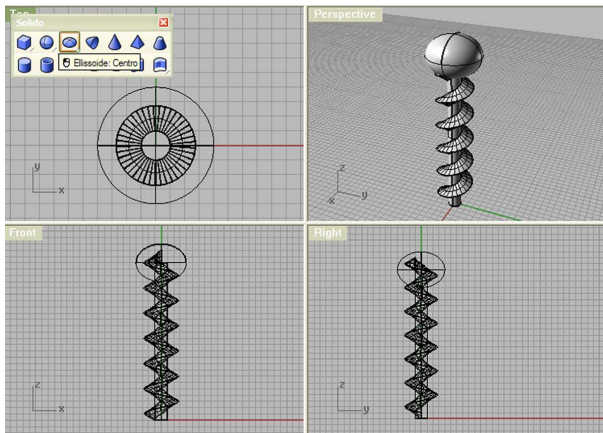 Top
Solido
Ellissoide: Centro
y
x
Perspective
z
y
x
Front
z
x
Right
z
y